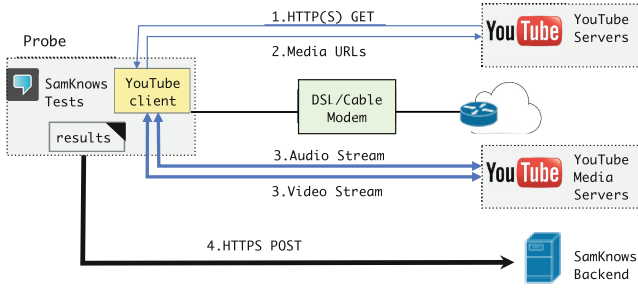 1.HTTP(S) GET
2.Media URLs
YouTube
YouTube
Servers
Probe
SamKnows
Tests
YouTube
client
results
DSL/Cable
Modem
3.Audio Stream
3.Video Stream
YouTube
YouTube
Media
Servers
4.HTTPS POST
SamKnows
Backend